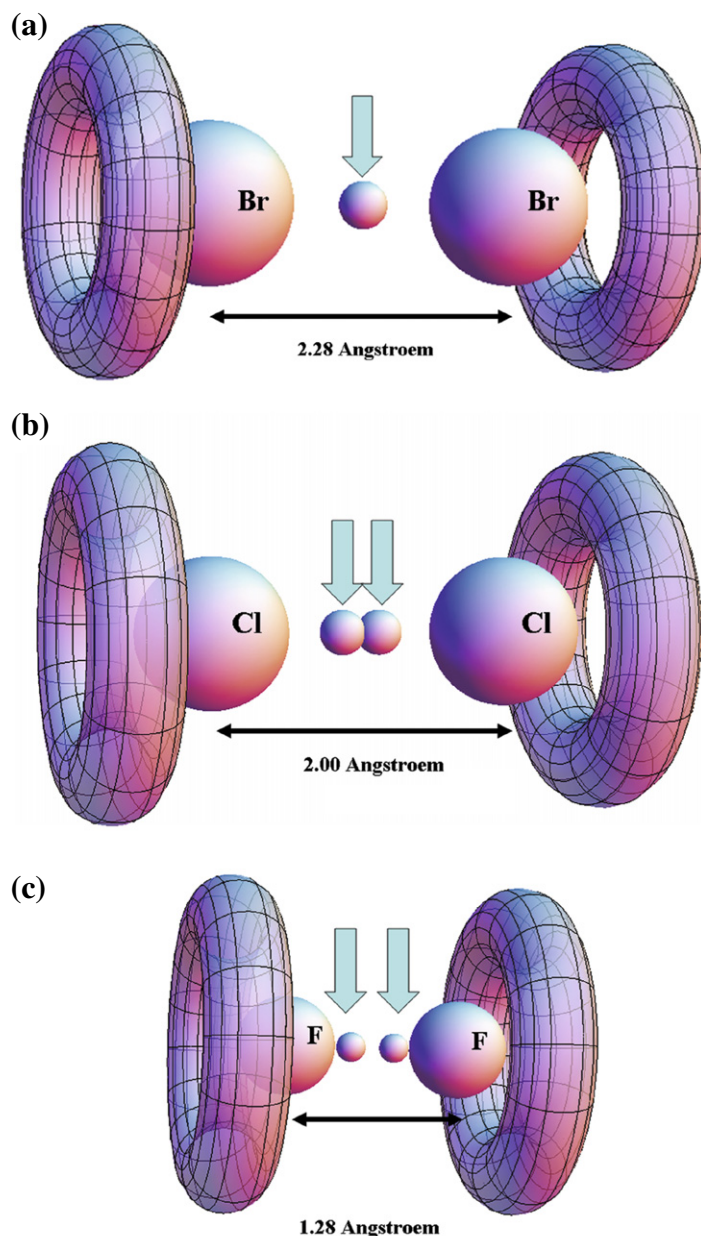 (a)
Br
Br
2.28 Angstroem
(b)
Cl
Cl
2.00 Angstroem
(c)
F
F
1.28 Angstroem